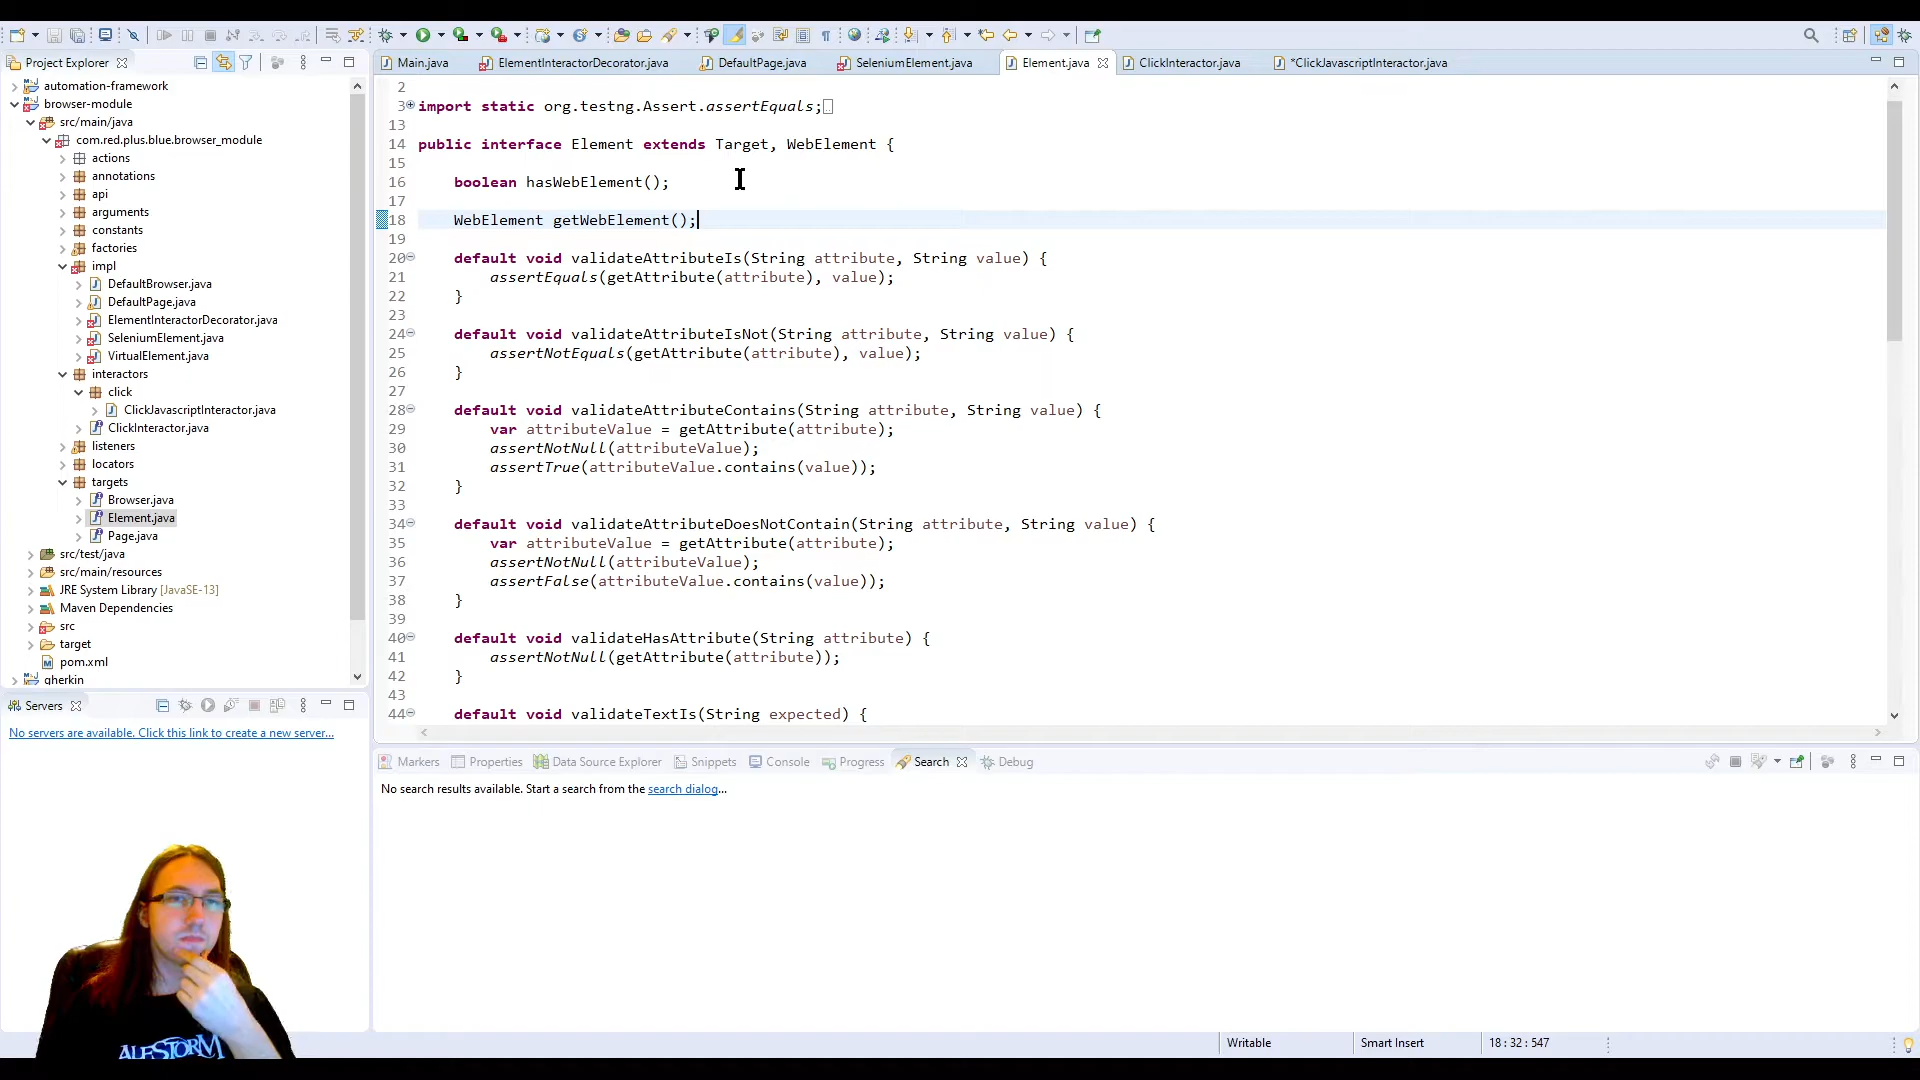 Project Explorer
automation-framework
browser-module
src/main/java
com.red.plus.blue.browser_module
actions
annotations
api
arguments
constants
factories
impl
DefaultBrowser.java
DefaultPage.java
ElementInteractorDecorator.java
SeleniumElement.java
VirtualElement.java
interactors
click
ClickJavascriptInteractor.java
ClickInteractor.java
listeners
locators
targets
Browser.java
Element.java
Page.java
src/test/java
src/main/resources
JRE System Library [JavaSE-13]
Maven Dependencies
src
target
pom.xml
gherkin
Servers
No servers are available. Click this link to create a new server...
Main.java
ElementInteractorDecorator.java
DefaultPage.java
SeleniumElement.java
Element.java
ClickInteractor.java
*ClickJavascriptInteractor.java
2
3 import static org.testng.Assert.assertEquals;
13
14 public interface Element extends Target, WebElement {
15
16 boolean hasWebElement();
17
18 WebElement getWebElement();
19
20 default void validateAttributeIs(String attribute, String value) {
21 assertEquals(getAttribute(attribute), value);
22 }
23
24 default void validateAttributeIsNot(String attribute, String value) {
25 assertNotEquals(getAttribute(attribute), value);
26 }
27
28 default void validateAttributeContains(String attribute, String value) {
29 var attributeValue = getAttribute(attribute);
30 assertNotNull(attributeValue);
31 assertTrue(attributeValue.contains(value));
32 }
33
34 default void validateAttributeDoesNotContain(String attribute, String value) {
35 var attributeValue = getAttribute(attribute);
36 assertNotNull(attributeValue);
37 assertFalse(attributeValue.contains(value));
38 }
39
40 default void validateHasAttribute(String attribute) {
41 assertNotNull(getAttribute(attribute));
42 }
43
44 default void validateTextIs(String expected) {
Markers
Properties
Data Source Explorer
Snippets
Console
Progress
Search
Debug
No search results available. Start a search from the search dialog...
ALESTORM
Writable
Smart Insert
18 : 32 : 547